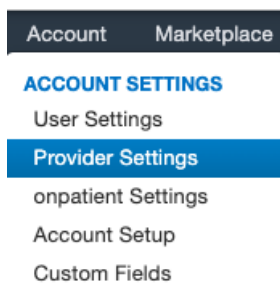 Account Marketplace
ACCOUNT SETTINGS
User Settings
Provider Settings
onpatient Settings
Account Setup
Custom Fields